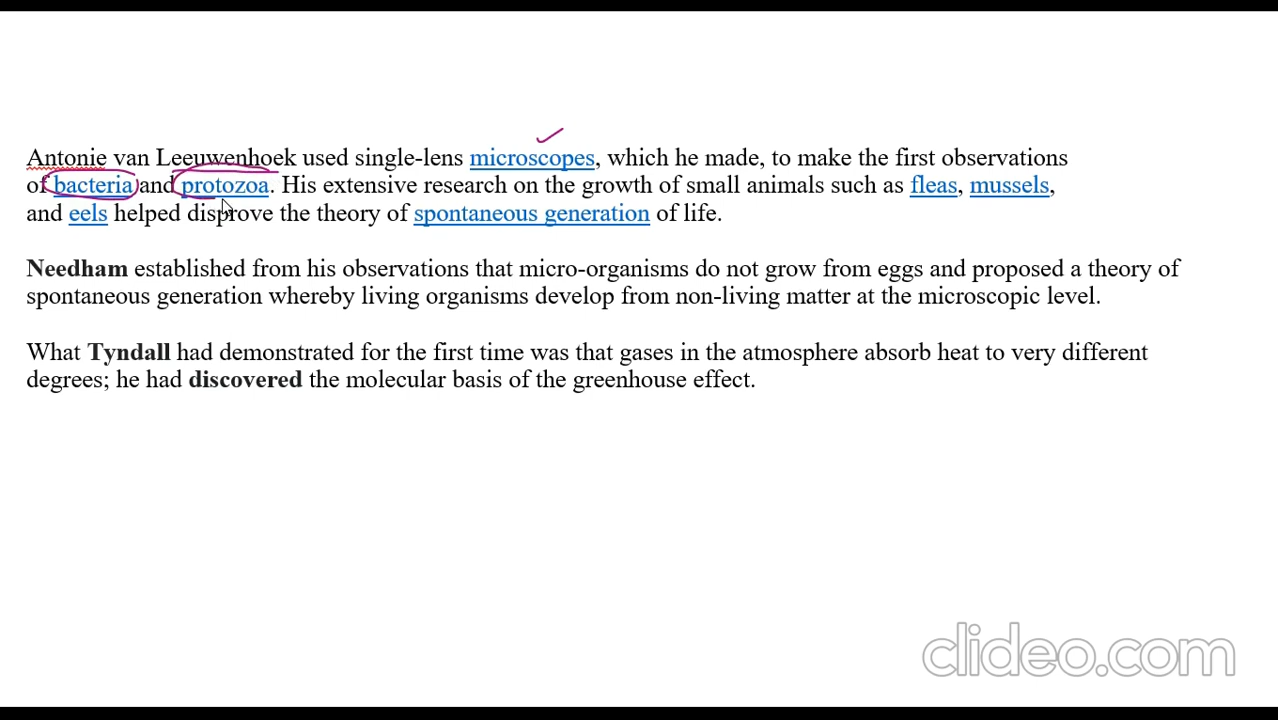 Antonie van Leeuwenhoek used single-lens microscopes, which he made, to make the first observations
of bacteria and protozoa. His extensive research on the growth of small animals such as fleas, mussels,
and eels helped disprove the theory of spontaneous generation of life.
Needham established from his observations that micro-organisms do not grow from eggs and proposed a theory of
spontaneous generation whereby living organisms develop from non-living matter at the microscopic level.
What Tyndall had demonstrated for the first time was that gases in the atmosphere absorb heat to very different
degrees; he had discovered the molecular basis of the greenhouse effect.
clideo.com